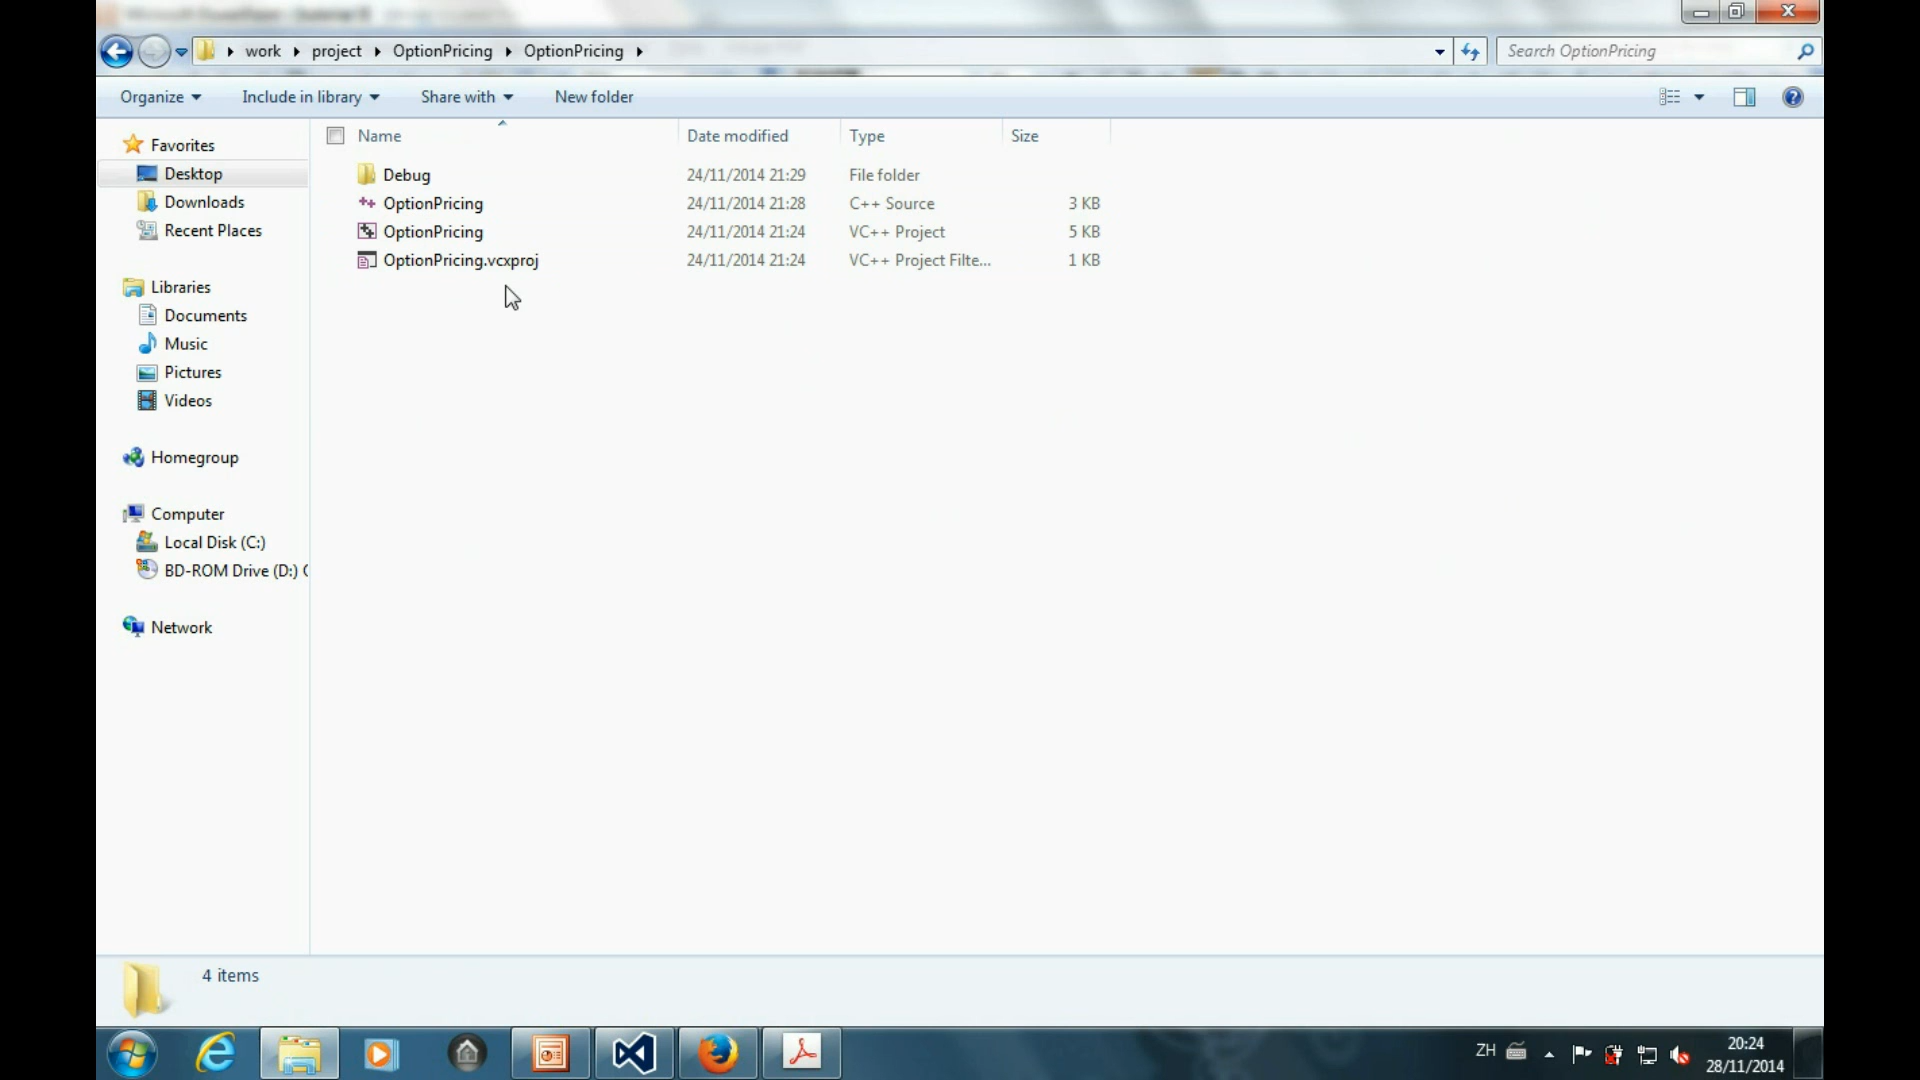 work project OptionPricing OptionPricing
Search OptionPricing
Organize Include in library Share with New folder
Name Date modified Type Size
Favorites
Desktop
Downloads
Recent Places
Libraries
Documents
Music
Pictures
Videos
Homegroup
Computer
Local Disk (C:)
BD-ROM Drive (D:)
Network
Debug 24/11/2014 21:29 File folder
OptionPricing 24/11/2014 21:28 C++ Source 3 KB
OptionPricing 24/11/2014 21:24 VC++ Project 5 KB
OptionPricing.vcxproj 24/11/2014 21:24 VC++ Project Filte... 1 KB
4 items
ZH
20:24
28/11/2014